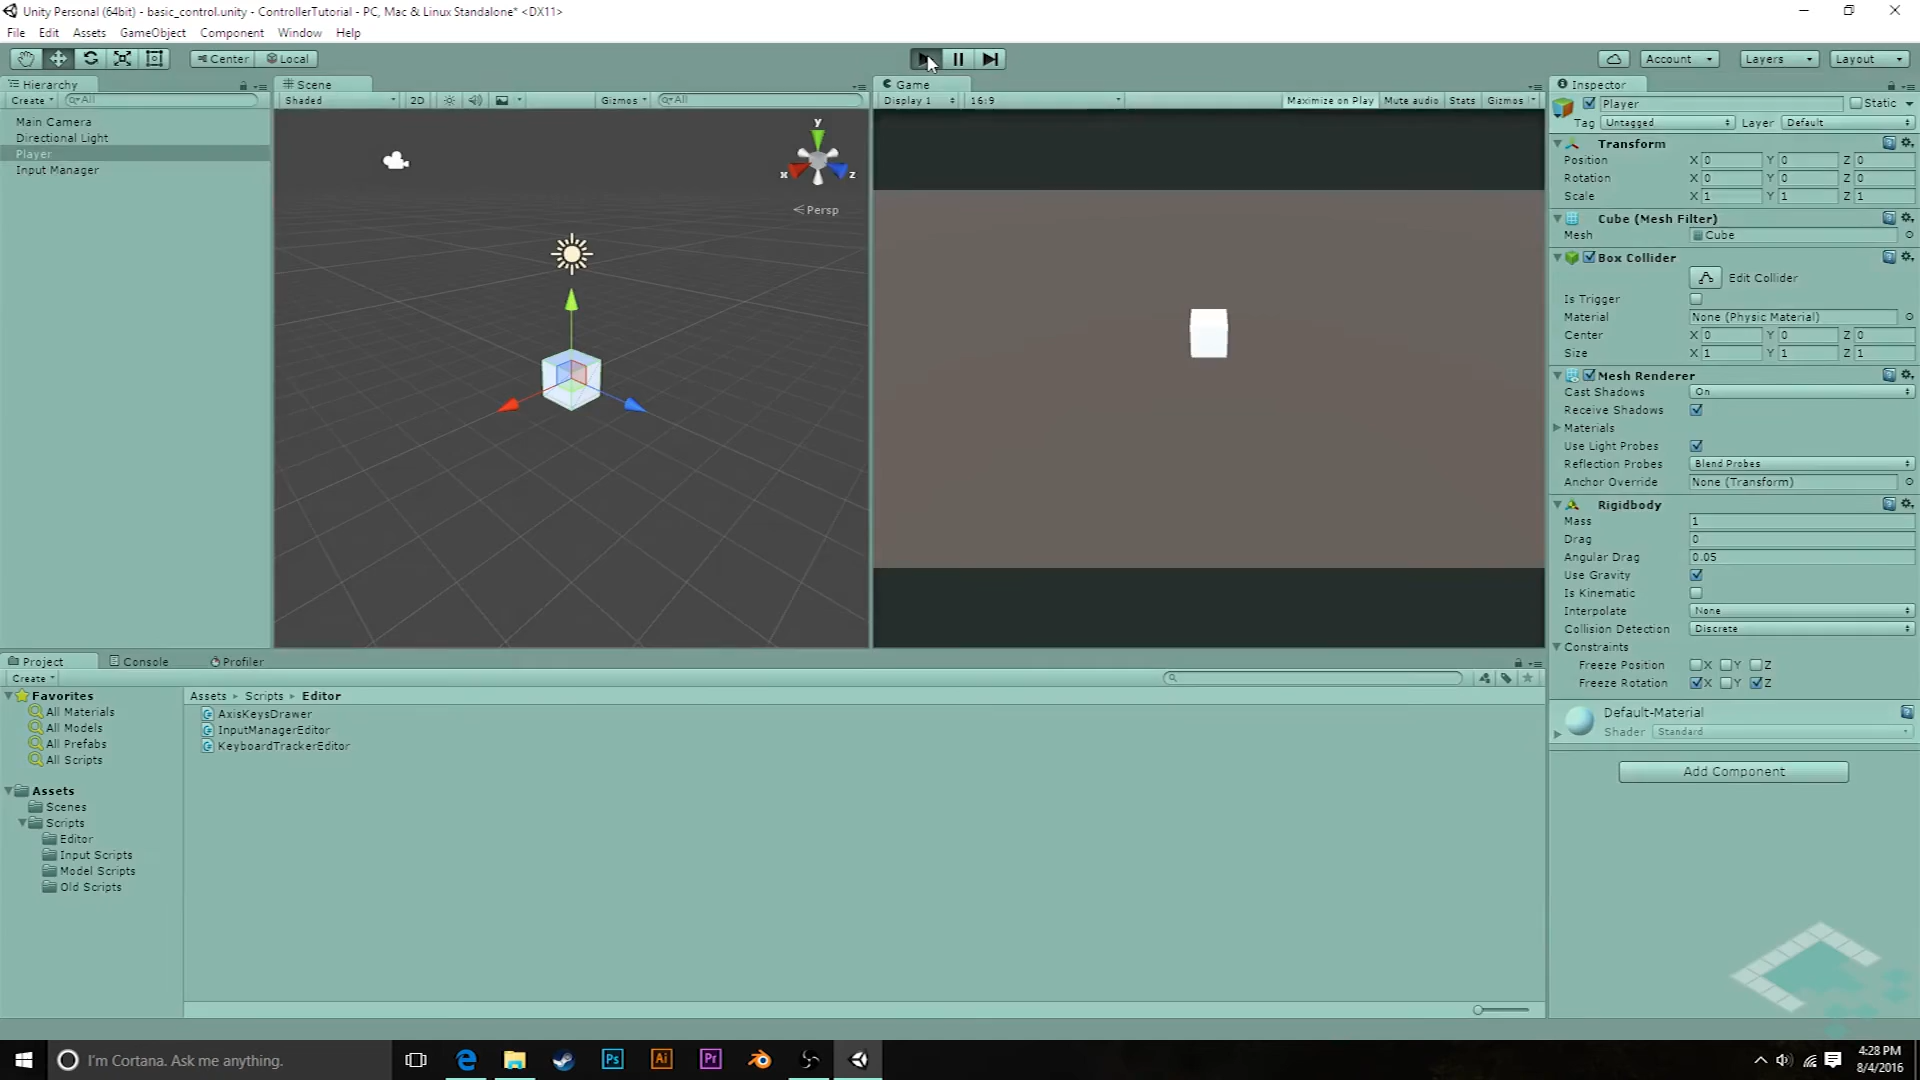 Unity Personal (64bit) - basic_control.unity - ControllerTutorial - PC, Mac & Linux Standalone* <DX11>
File Edit Assets GameObject Component Window Help
Center Local
Account Layers Layout
Hierarchy
Create All
Main Camera
Directional Light
Player
Input Manager
Scene
Shaded 2D Gizmos All
y
x z
Persp
Game
Display 1 16:9 Maximize on Play Mute audio Stats Gizmos
Inspector
Player Static
Tag Untagged Layer Default
Transform
Position X 0 Y 0 Z 0
Rotation X 0 Y 0 Z 0
Scale X 1 Y 1 Z 1
Cube (Mesh Filter)
Mesh Cube
Box Collider
Edit Collider
Is Trigger
Material None (Physic Material)
Center X 0 Y 0 Z 0
Size X 1 Y 1 Z 1
Mesh Renderer
Cast Shadows On
Receive Shadows
Materials
Use Light Probes
Reflection Probes Blend Probes
Anchor Override None (Transform)
Rigidbody
Mass 1
Drag 0
Angular Drag 0.05
Use Gravity
Is Kinematic
Interpolate None
Collision Detection Discrete
Constraints
Freeze Position X Y Z
Freeze Rotation X Y Z
Default-Material
Shader Standard
Add Component
Project Console Profiler
Create
Favorites
All Materials
All Models
All Prefabs
All Scripts
Assets
Scenes
Scripts
Editor
Input Scripts
Model Scripts
Old Scripts
Assets Scripts Editor
AxisKeysDrawer
InputManagerEditor
KeyboardTrackerEditor
I'm Cortana. Ask me anything.
Ps
Ai
Pr
4:28 PM
8/4/2016